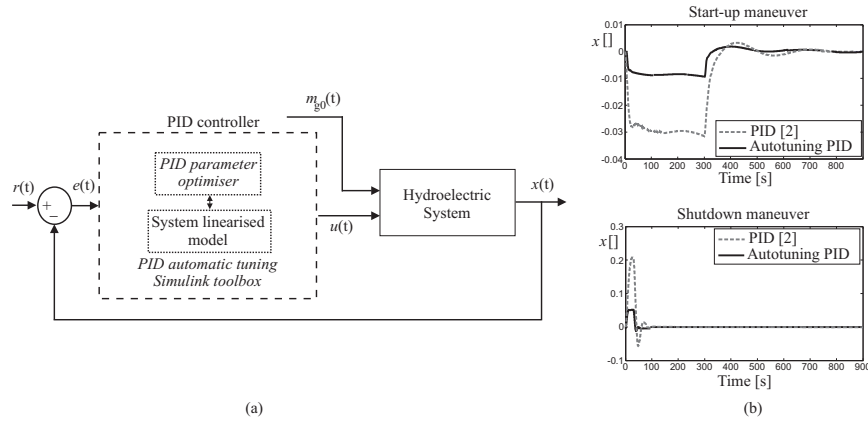 PID controller
m_g0(t)
PID parameter
optimiser
System linearised
model
PID automatic tuning
Simulink toolbox
r(t)
+
−
e(t)
u(t)
Hydroelectric
System
x(t)
(a)
Start-up maneuver
x[]
0.01
0
-0.01
-0.02
-0.03
-0.04
PID [2]
Autotuning PID
0 100 200 300 400 500 600 700 800 900
Time [s]
Shutdown maneuver
x[]
0.3
0.2
0.1
0
-0.1
PID [2]
Autotuning PID
0 100 200 300 400 500 600 700 800 900
Time [s]
(b)